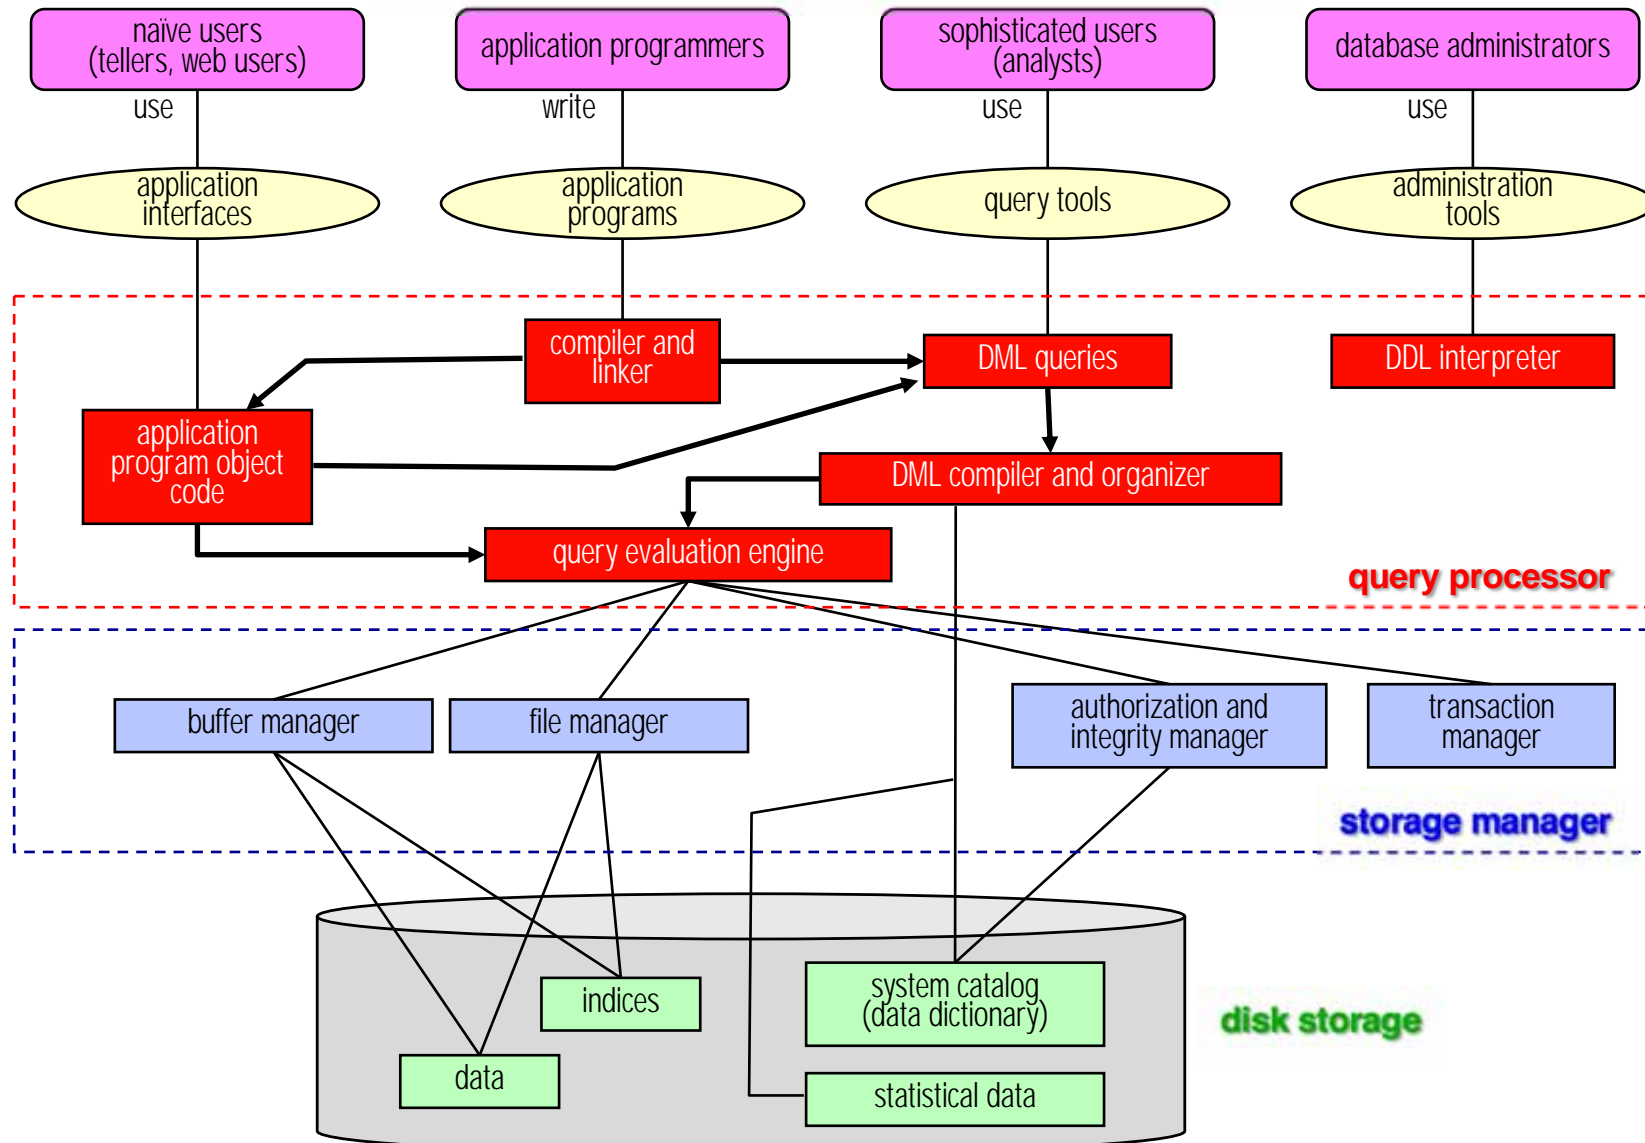 naïve users
(tellers, web users)
application programmers
sophisticated users
(analysts)
database administrators
use
write
use
use
application
interfaces
application
programs
query tools
administration
tools
compiler and
linker
DML queries
DDL interpreter
application
program object
code
DML compiler and organizer
query evaluation engine
query processor
buffer manager
file manager
authorization and
integrity manager
transaction
manager
storage manager
indices
system catalog
(data dictionary)
disk storage
data
statistical data